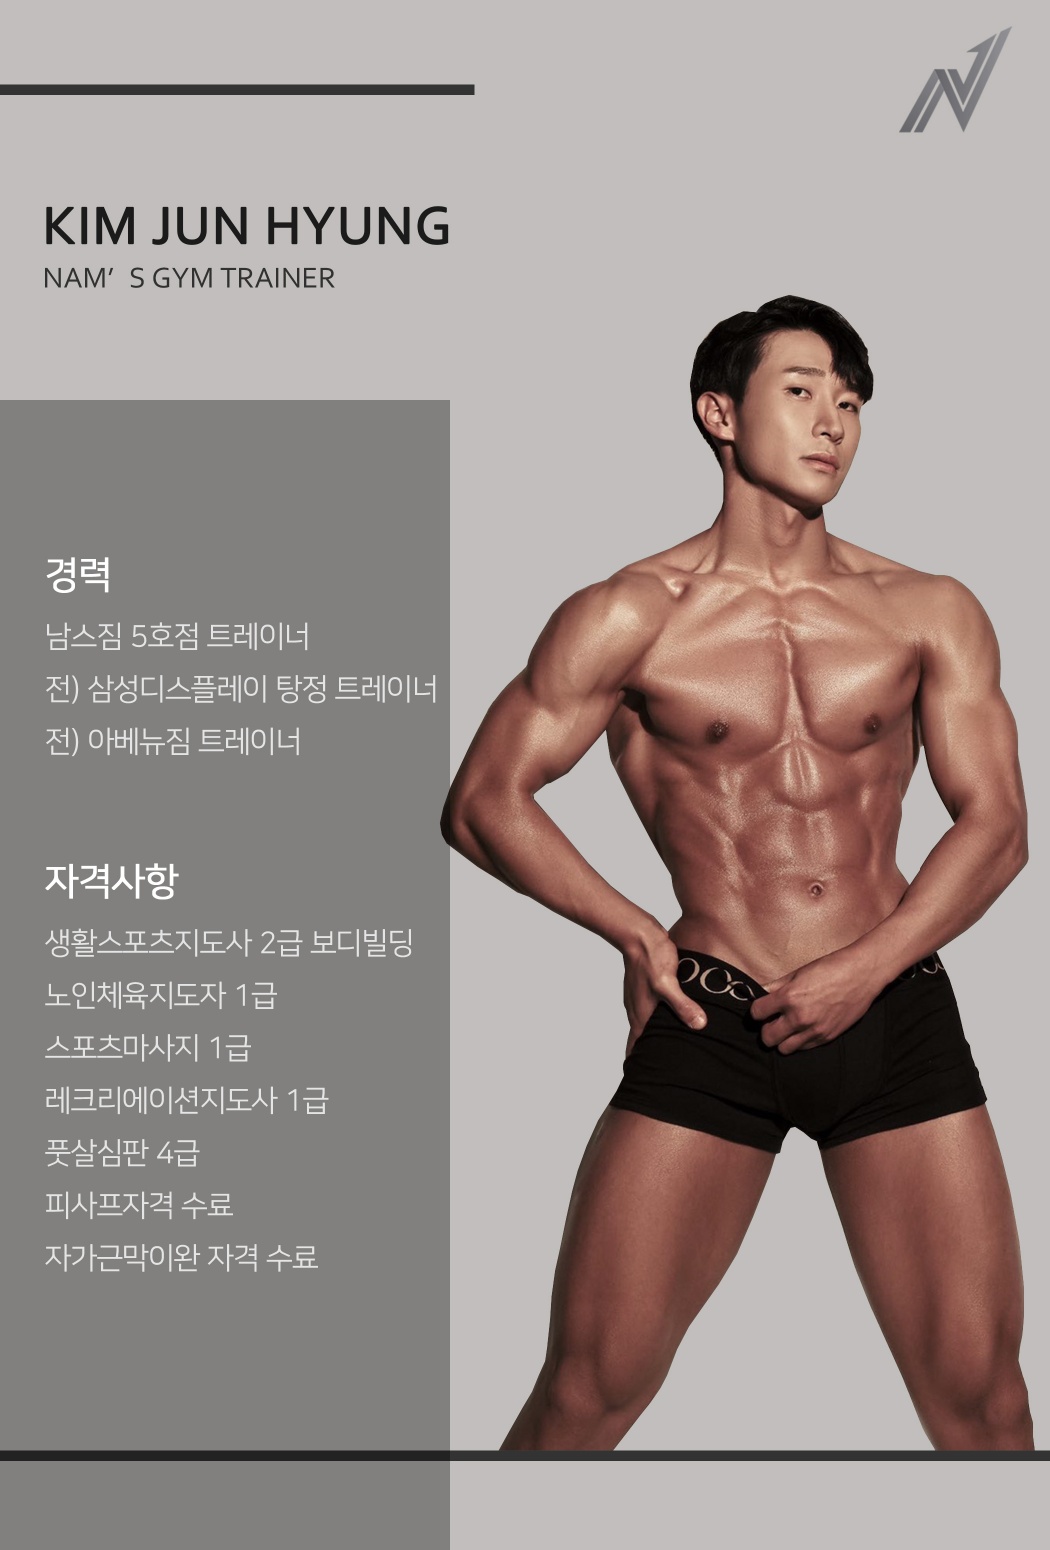 KIM JUN HYUNG
NAM’ S GYM TRAINER
경력
남스짐 5호점 트레이너
전) 삼성디스플레이 탕정 트레이너
전) 아베뉴짐 트레이너
자격사항
생활스포츠지도사 2급 보디빌딩
노인체육지도자 1급
스포츠마사지 1급
레크리에이션지도사 1급
풋살심판 4급
피사프자격 수료
자가근막이완 자격 수료